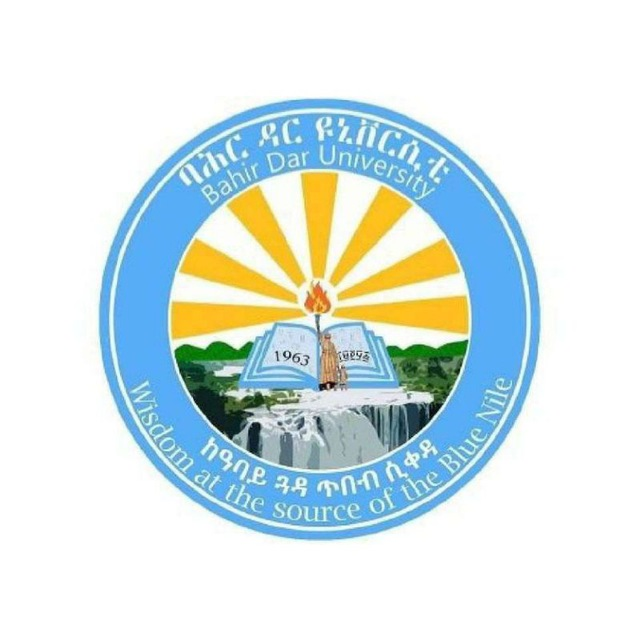 ባሕር ዳር ዩኒቨርሲቲ
Bahir Dar University
1963
ከዓባይ ጓዳ ጥበብ ሲቀዳ
Wisdom at the source of the Blue Nile